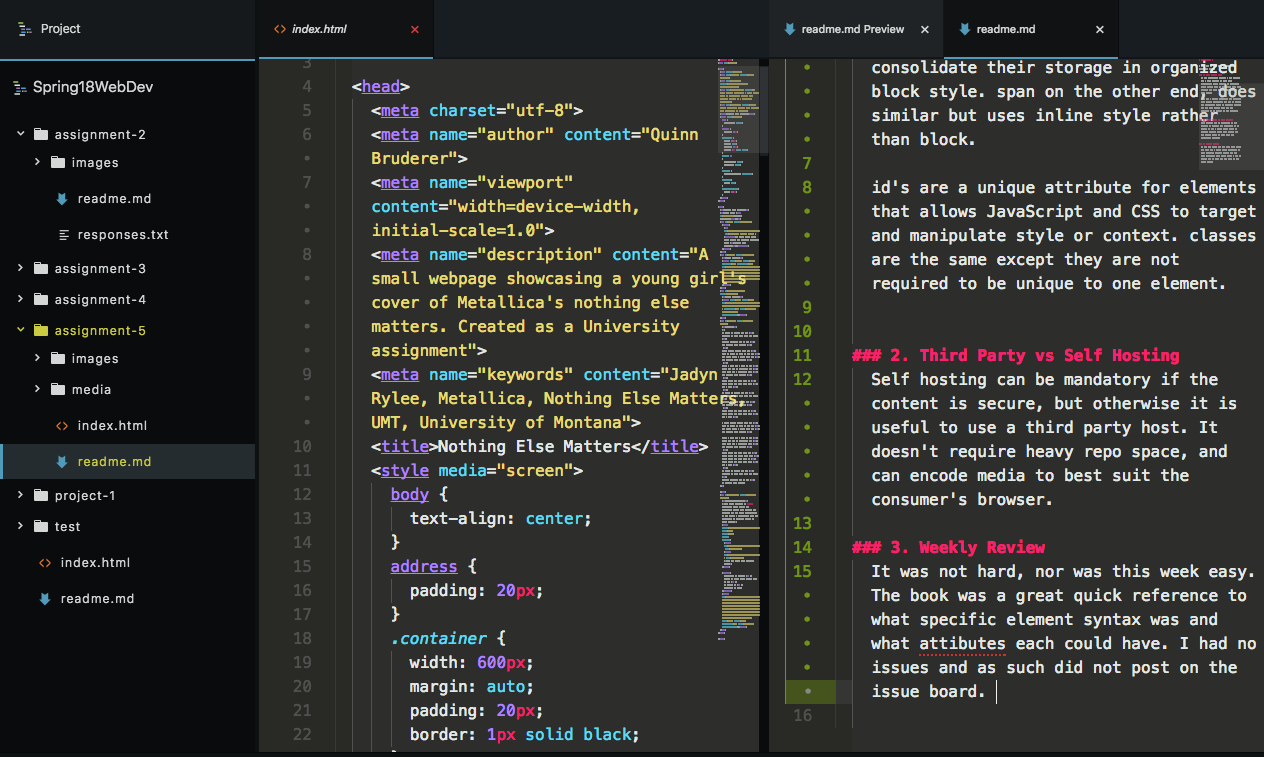 Project
Spring18WebDev
assignment-2
images
readme.md
responses.txt
assignment-3
assignment-4
assignment-5
images
media
index.html
readme.md
project-1
test
index.html
readme.md
index.html
3
4 <head>
5 <meta charset="utf-8">
6 <meta name="author" content="Quinn
Bruderer">
7 <meta name="viewport"
content="width=device-width,
initial-scale=1.0">
8 <meta name="description" content="A
small webpage showcasing a young girl's
cover of Metallica's nothing else
matters. Created as a University
assignment">
9 <meta name="keywords" content="Jadyn
Rylee, Metallica, Nothing Else Matters,
UMT, University of Montana">
10 <title>Nothing Else Matters</title>
11 <style media="screen">
12 body {
13 text-align: center;
14 }
15 address {
16 padding: 20px;
17 }
18 .container {
19 width: 600px;
20 margin: auto;
21 padding: 20px;
22 border: 1px solid black;
readme.md Preview
readme.md
consolidate their storage in organized
block style. span on the other end, does
similar but uses inline style rather
than block.
7
8 id's are a unique attribute for elements
that allows JavaScript and CSS to target
and manipulate style or context. classes
are the same except they are not
required to be unique to one element.
9
10
11 ### 2. Third Party vs Self Hosting
12 Self hosting can be mandatory if the
content is secure, but otherwise it is
useful to use a third party host. It
doesn't require heavy repo space, and
can encode media to best suit the
consumer's browser.
13
14 ### 3. Weekly Review
15 It was not hard, nor was this week easy.
The book was a great quick reference to
what specific element syntax was and
what attibutes each could have. I had no
issues and as such did not post on the
issue board.
16